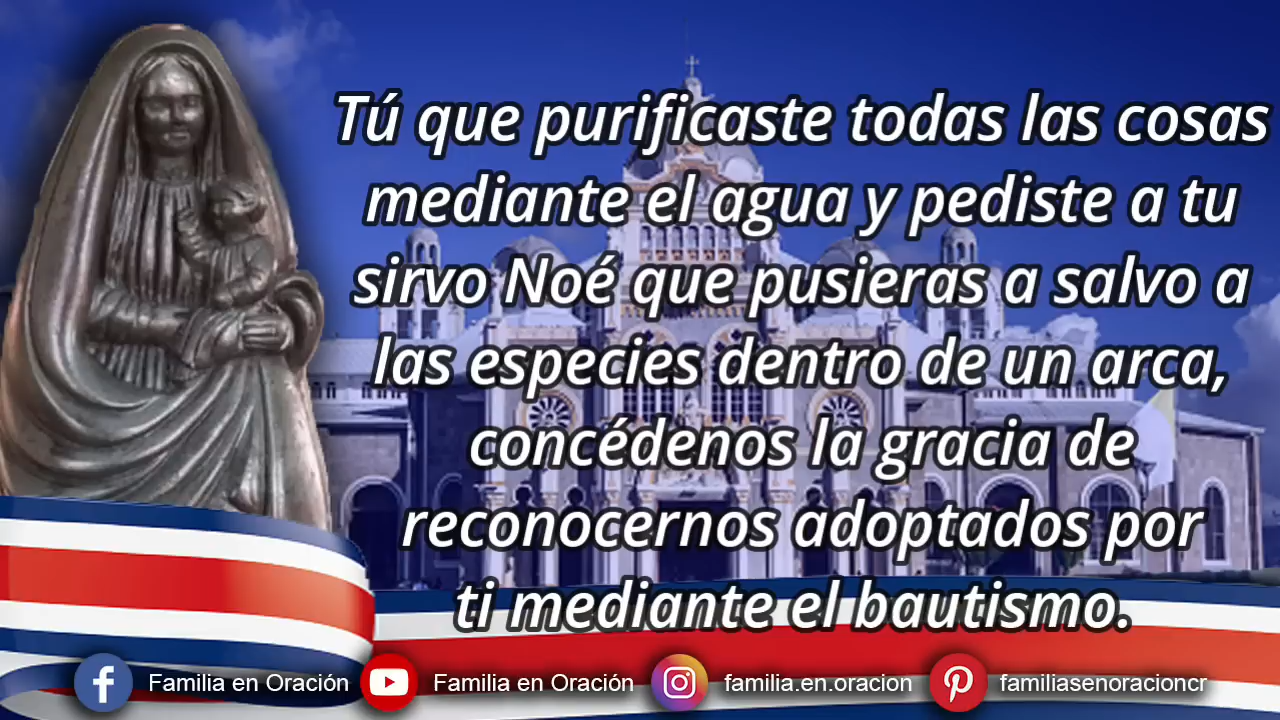 Tú que purificaste todas las cosas
mediante el agua y pediste a tu
sirvo Noé que pusieras a salvo a
las especies dentro de un arca,
concédenos la gracia de
reconocernos adoptados por
ti mediante el bautismo.
Familia en Oración Familia en Oración familia.en.oracion familiasenoracioncr